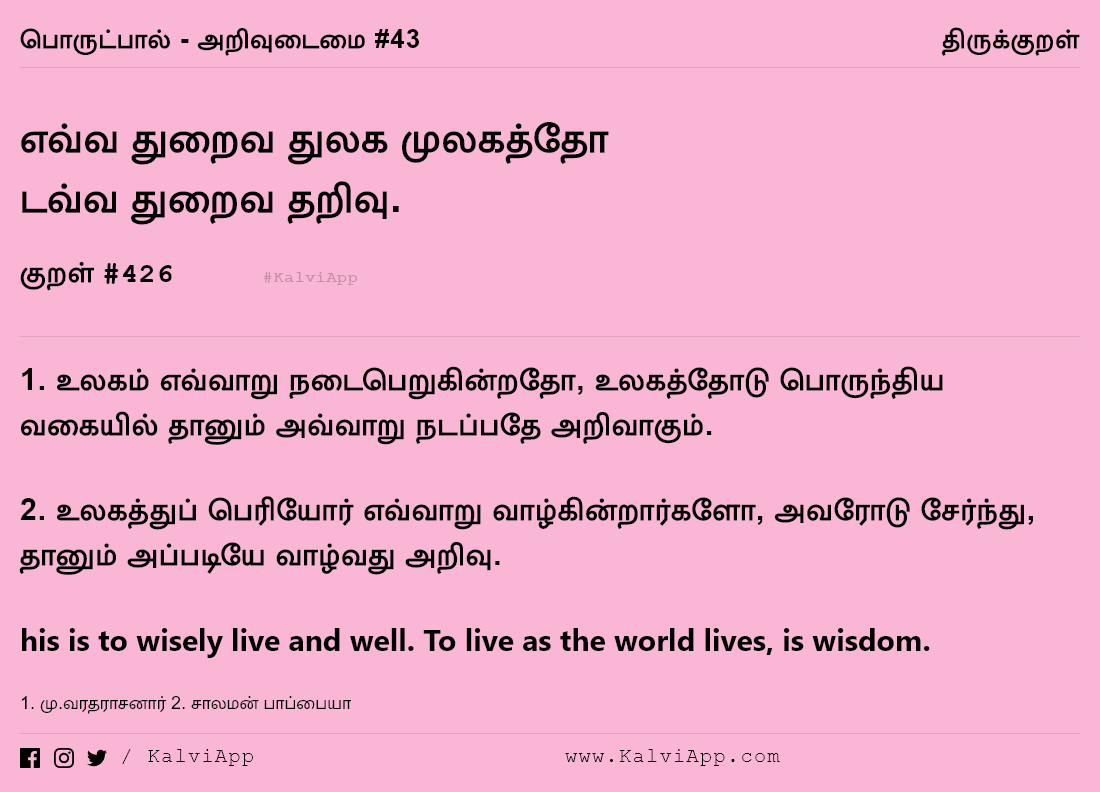 பொருட்பால் - அறிவுடைமை #43 திருக்குறள்
எவ்வ துறைவ துலக முலகத்தோ
டவ்வ துறைவ தறிவு.
குறள் #426 #KalviApp
1. உலகம் எவ்வாறு நடைபெறுகின்றதோ, உலகத்தோடு பொருந்திய
வகையில் தானும் அவ்வாறு நடப்பதே அறிவாகும்.
2. உலகத்துப் பெரியோர் எவ்வாறு வாழ்கின்றார்களோ, அவரோடு சேர்ந்து,
தானும் அப்படியே வாழ்வது அறிவு.
his is to wisely live and well. To live as the world lives, is wisdom.
1. மு.வரதராசனார் 2. சாலமன் பாப்பையா
/ KalviApp www.KalviApp.com